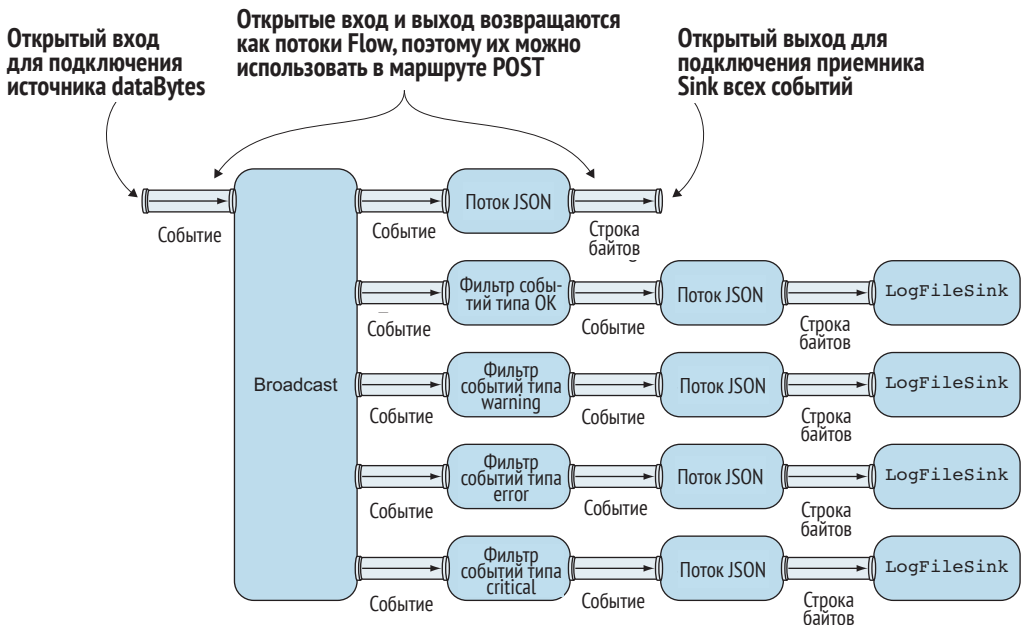 Открытый вход
для подключения
источника dataBytes
Открытые вход и выход возвращаются
как потоки Flow, поэтому их можно
использовать в маршруте POST
Открытый выход для
подключения приемника
Sink всех событий
Событие
Broadcast
Событие
Поток JSON
Строка
байтов
Событие
Фильтр собы-
тий типа OK
Событие
Поток JSON
Строка
байтов
LogFileSink
Событие
Фильтр
событий типа
warning
Событие
Поток JSON
Строка
байтов
LogFileSink
Событие
Фильтр
событий типа
error
Событие
Поток JSON
Строка
байтов
LogFileSink
Событие
Фильтр
событий типа
critical
Событие
Поток JSON
Строка
байтов
LogFileSink